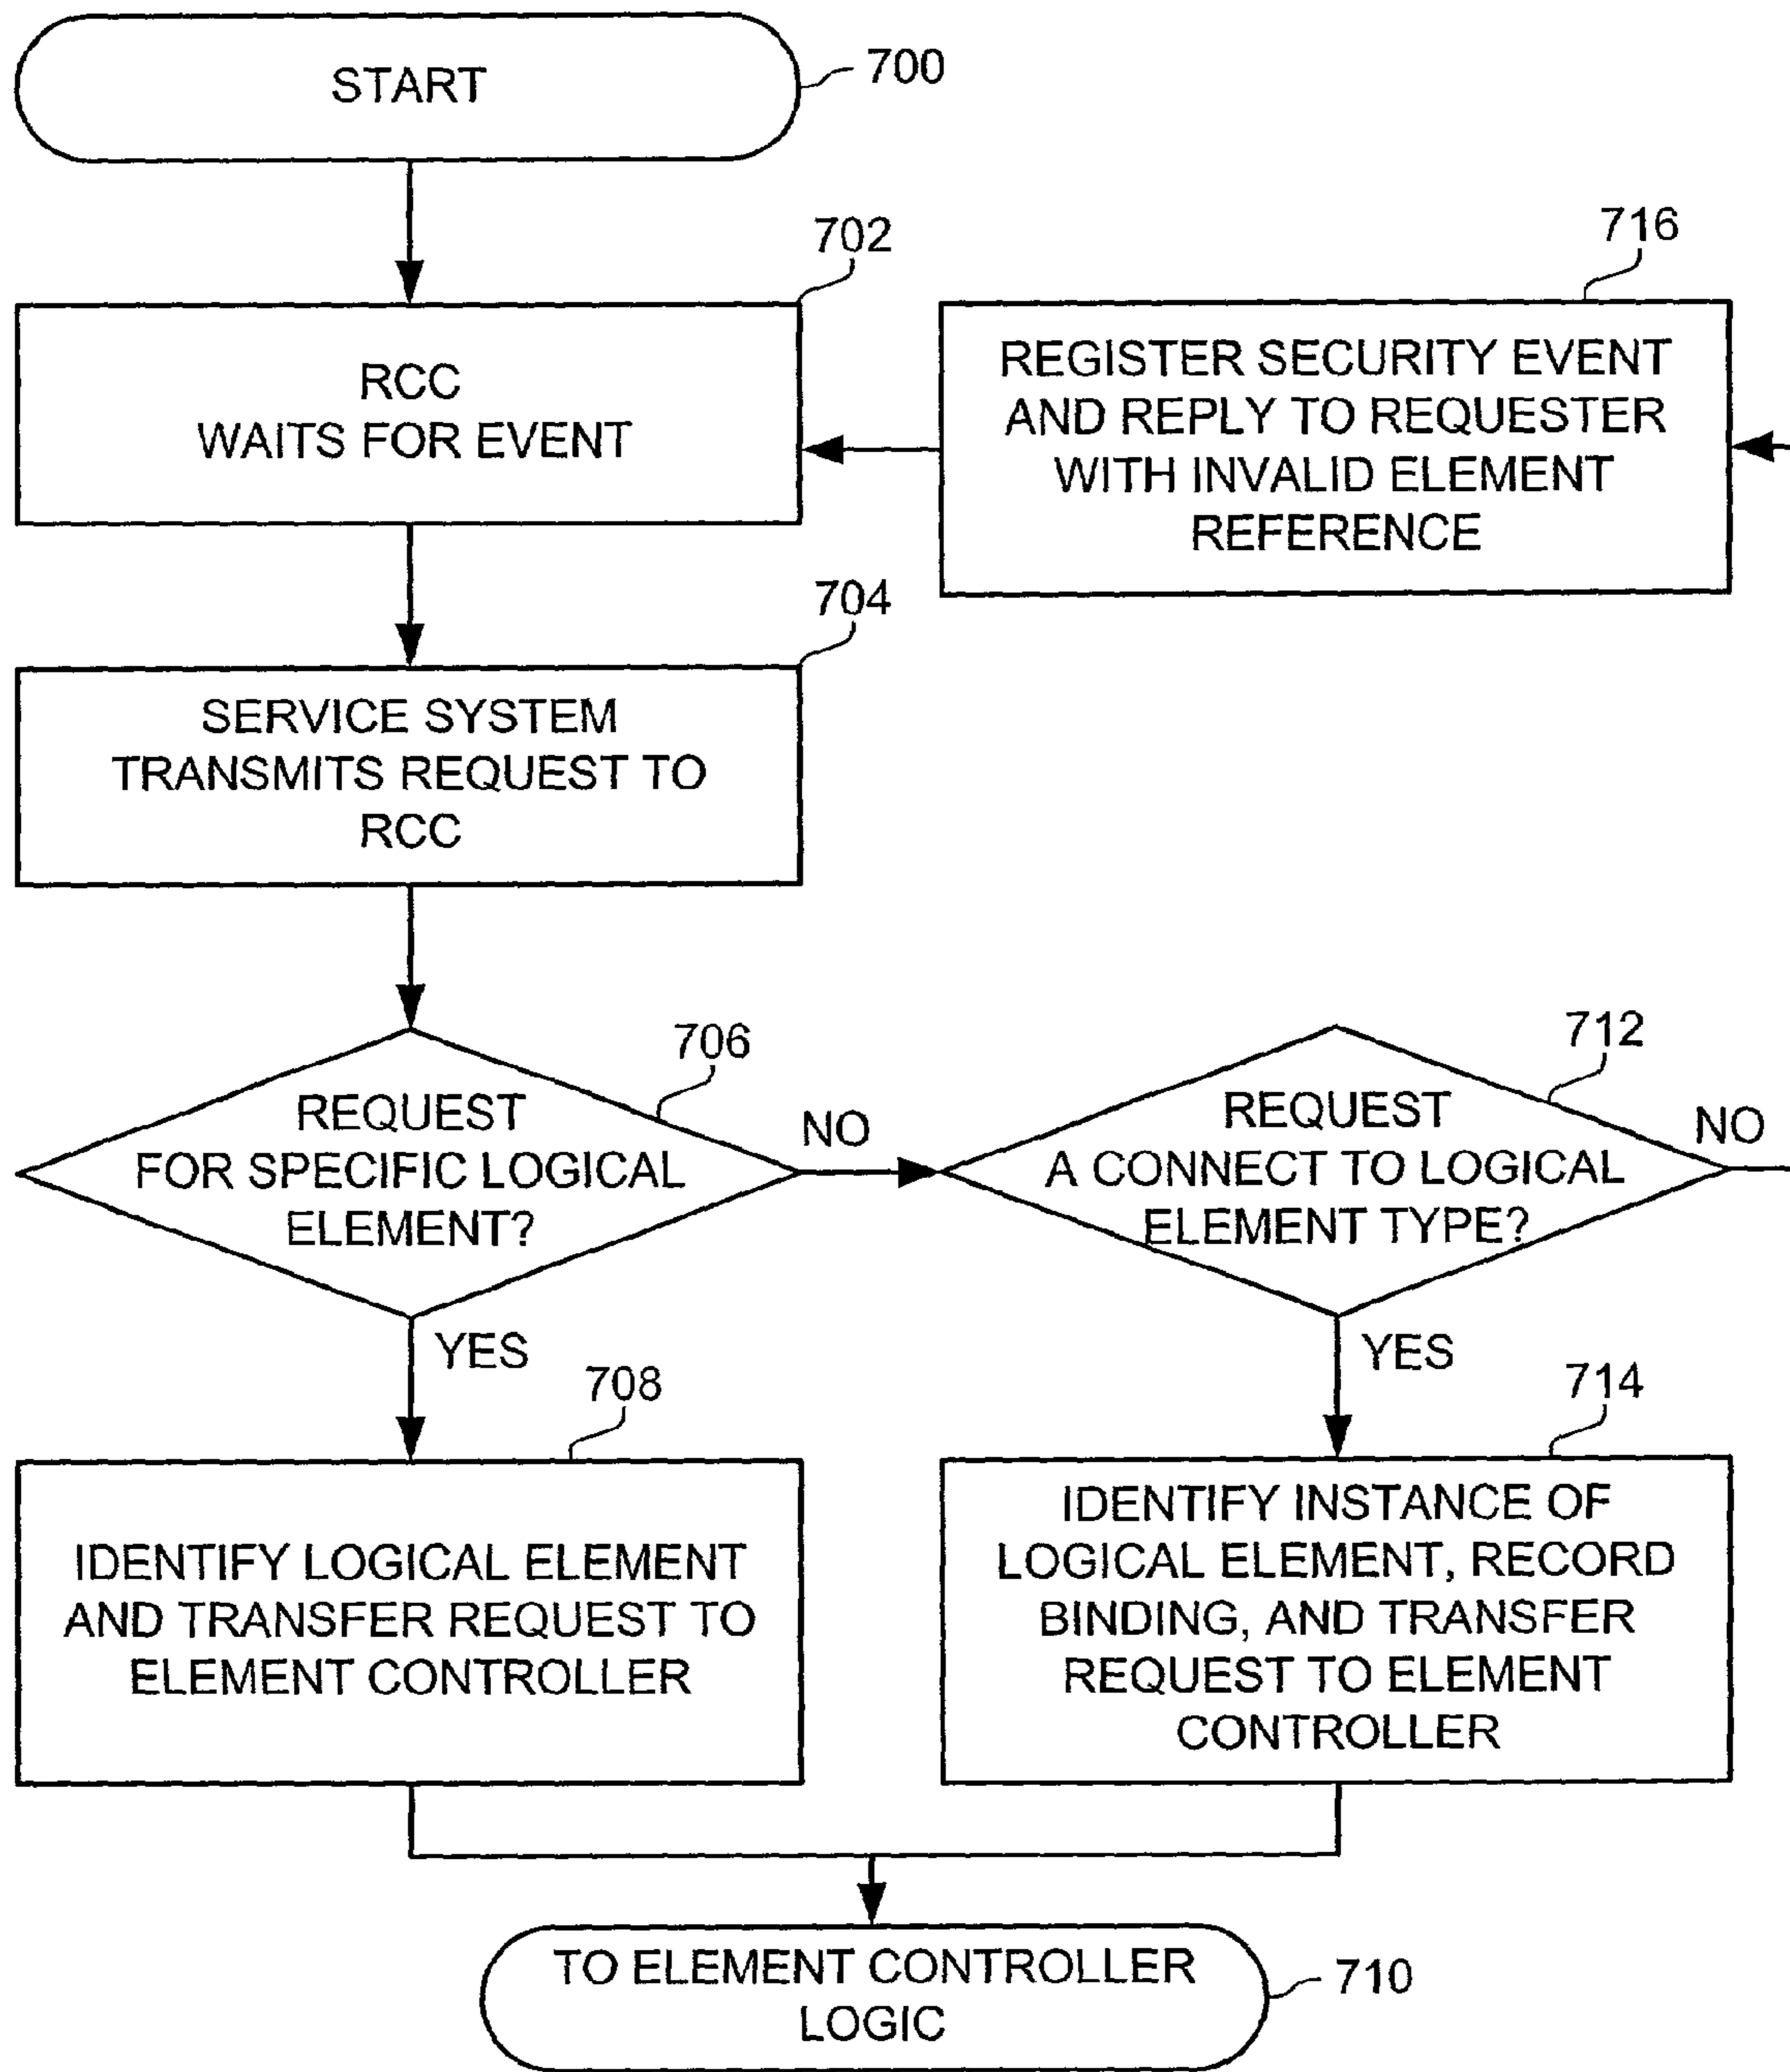 START
700
702
716
RCC
WAITS FOR EVENT
REGISTER SECURITY EVENT
AND REPLY TO REQUESTER
WITH INVALID ELEMENT
REFERENCE
704
SERVICE SYSTEM
TRANSMITS REQUEST TO
RCC
706
REQUEST
FOR SPECIFIC LOGICAL
ELEMENT?
NO
712
REQUEST
A CONNECT TO LOGICAL
ELEMENT TYPE?
NO
YES
YES
708
IDENTIFY LOGICAL ELEMENT
AND TRANSFER REQUEST TO
ELEMENT CONTROLLER
714
IDENTIFY INSTANCE OF
LOGICAL ELEMENT, RECORD
BINDING, AND TRANSFER
REQUEST TO ELEMENT
CONTROLLER
TO ELEMENT CONTROLLER
LOGIC
710